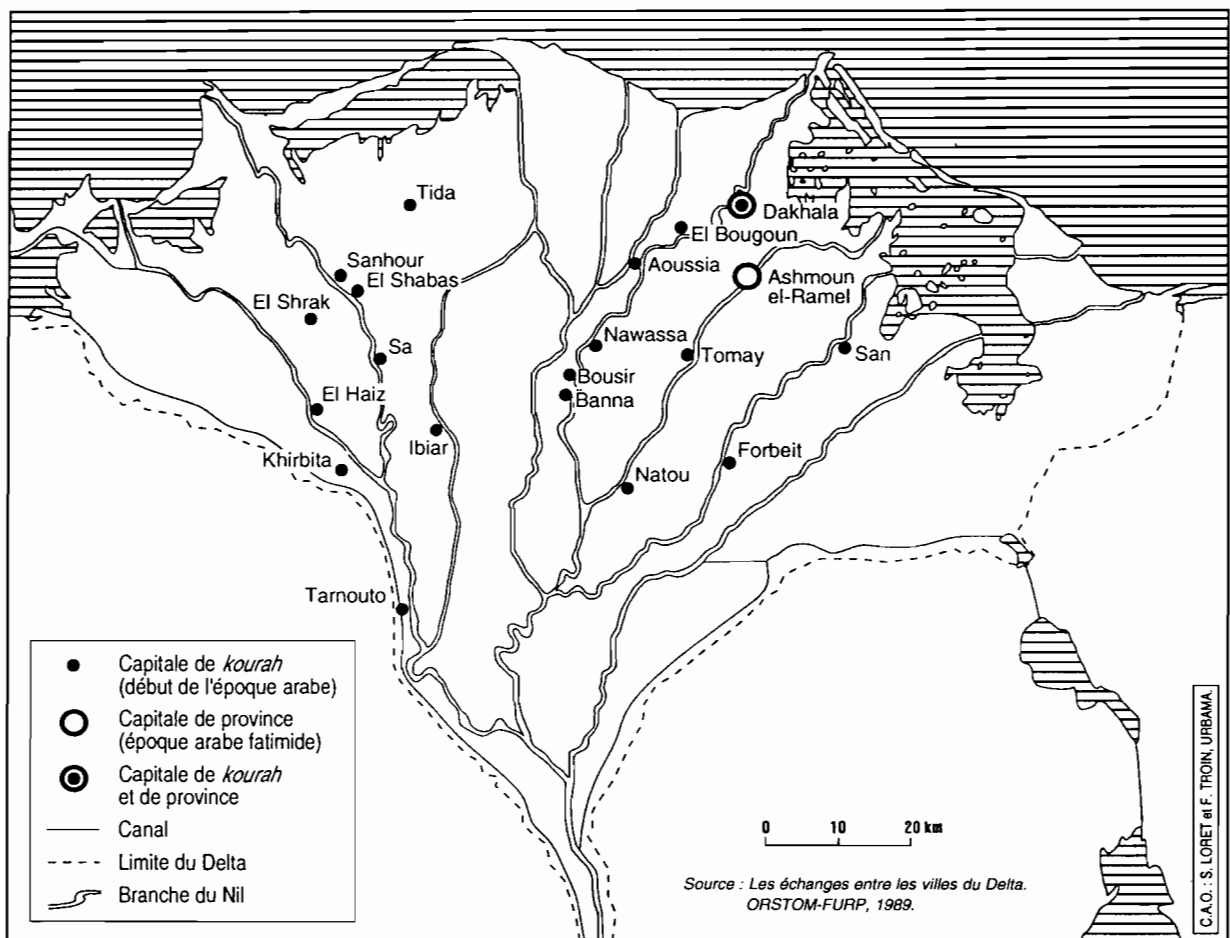 Tida
Dakhala
El Bougoun
Sanhour
El Shabas
Aoussia
Ashmoun
el-Ramel
El Shrak
Nawassa
Sa
Tomay
San
Bousir
Banna
El Haiz
Ibiar
Forbeit
Khirbita
Natou
Tarnouto
Capitale de kourah
(début de l'époque arabe)
Capitale de province
(époque arabe fatimide)
Capitale de kourah
et de province
Canal
Limite du Delta
Branche du Nil
0 10 20 km
Source : Les échanges entre les villes du Delta.
ORSTOM-FURP, 1989.
C.A.O. : S. LORET et F. TROIN, URBAMA.